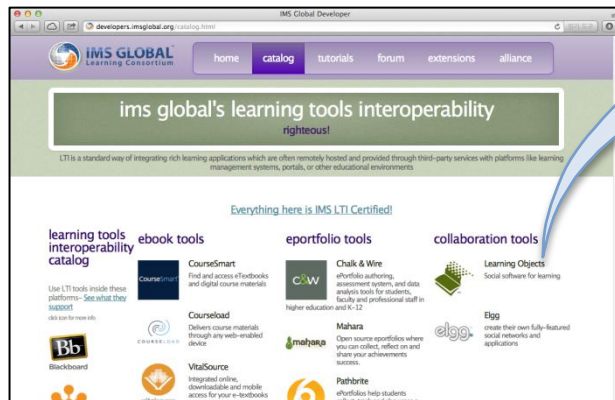 IMS Global Developer
developers.imsglobal.org/catalog.html
IMS GLOBAL
Learning Consortium
home catalog tutorials forum extensions alliance
ims global's learning tools interoperability
righteous!
LTI is a standard way of integrating rich learning applications which are often remotely hosted and provided through third-party services with platforms like learning
management systems, portals, or other educational environments
Everything here is IMS LTI Certified!
learning tools
interoperability
catalog
Use LTI tools inside these
platforms– See what they
support
click icon for more info
Bb
Blackboard
ebook tools
CourseSmart
CourseSmart
Find and access eTextbooks
and digital course materials
COURSELOAD
Courseload
Delivers course materials
through any web-enabled
device
VitalSource
Integrated online,
downloadable and mobile
access for your e-textbooks
eportfolio tools
C&W
Chalk & Wire
ePortfolio authoring,
assessment system, and data
analysis tools for students,
faculty and professional staff in
higher education and K-12
mahara
Mahara
Open source eportfolios where
you can collect, reflect on and
share your achievements
success.
Pathbrite
ePortfolios help students
collaboration tools
Learning Objects
Social software for learning
elgg.
Elgg
create their own fully-featured
social networks and
applications